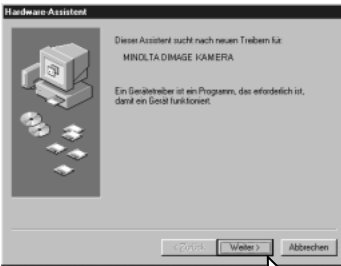 Hardware-Assistent
Dieser Assistent sucht nach neuen Treibern für:
MINOLTA DIMAGE KAMERA
Ein Gerätetreiber ist ein Programm, das erforderlich ist,
damit ein Gerät funktioniert.
< Zurück Weiter > Abbrechen